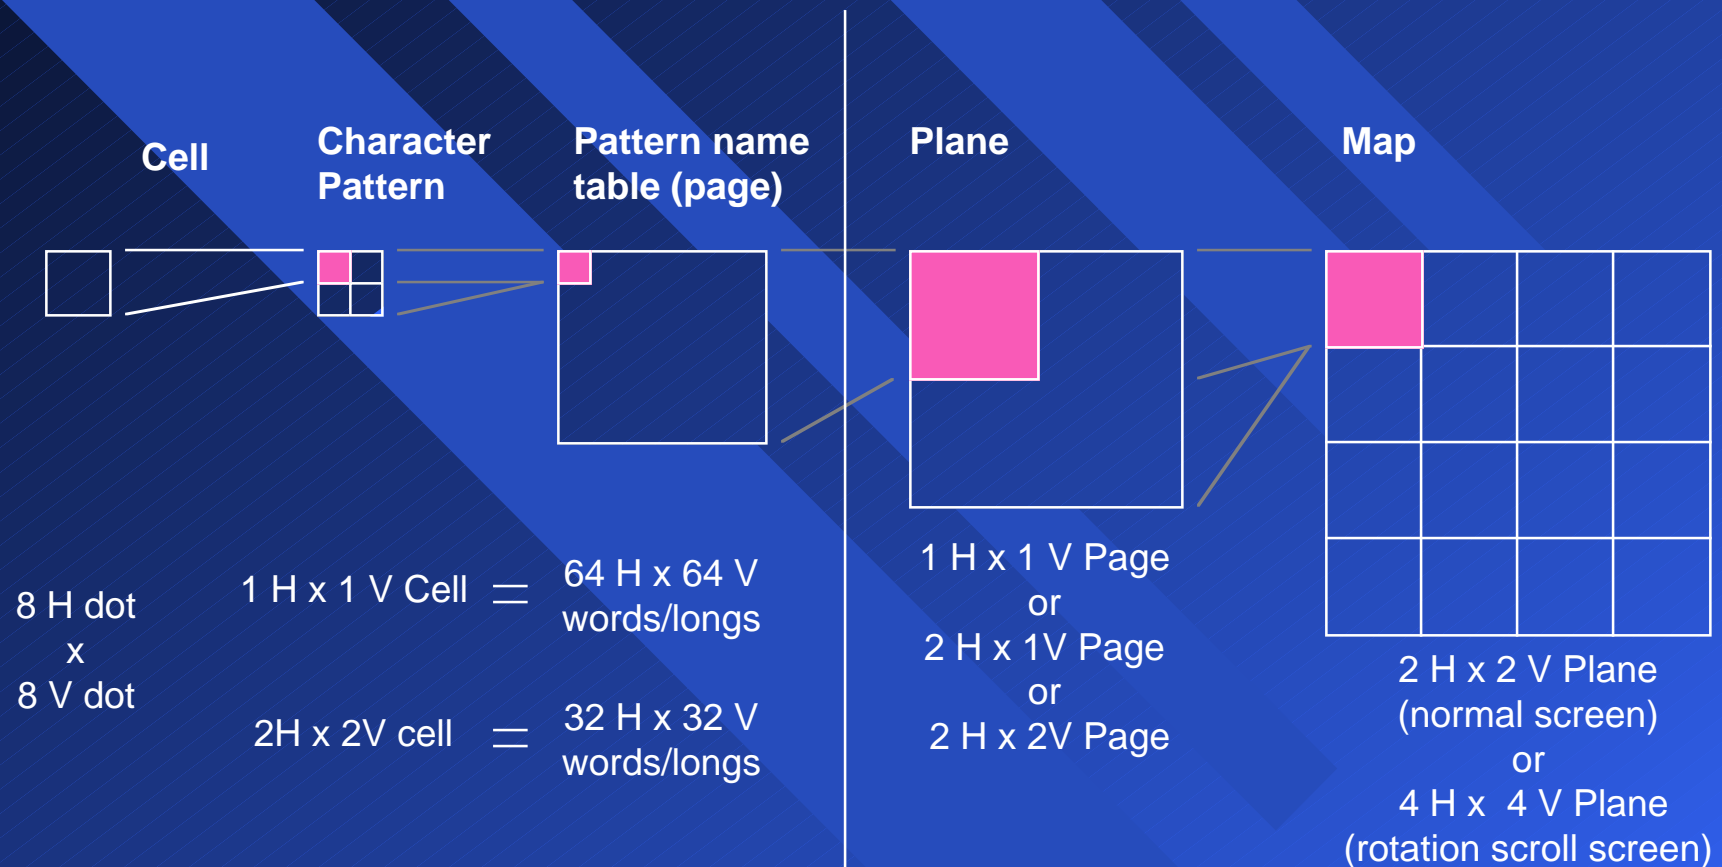 Cell
Character
Pattern
Pattern name
table (page)
Plane
Map
8 H dot
x
8 V dot
1 H x 1 V Cell =
64 H x 64 V
words/longs
2H x 2V cell =
32 H x 32 V
words/longs
1 H x 1 V Page
or
2 H x 1V Page
or
2 H x 2V Page
2 H x 2 V Plane
(normal screen)
or
4 H x 4 V Plane
(rotation scroll screen)